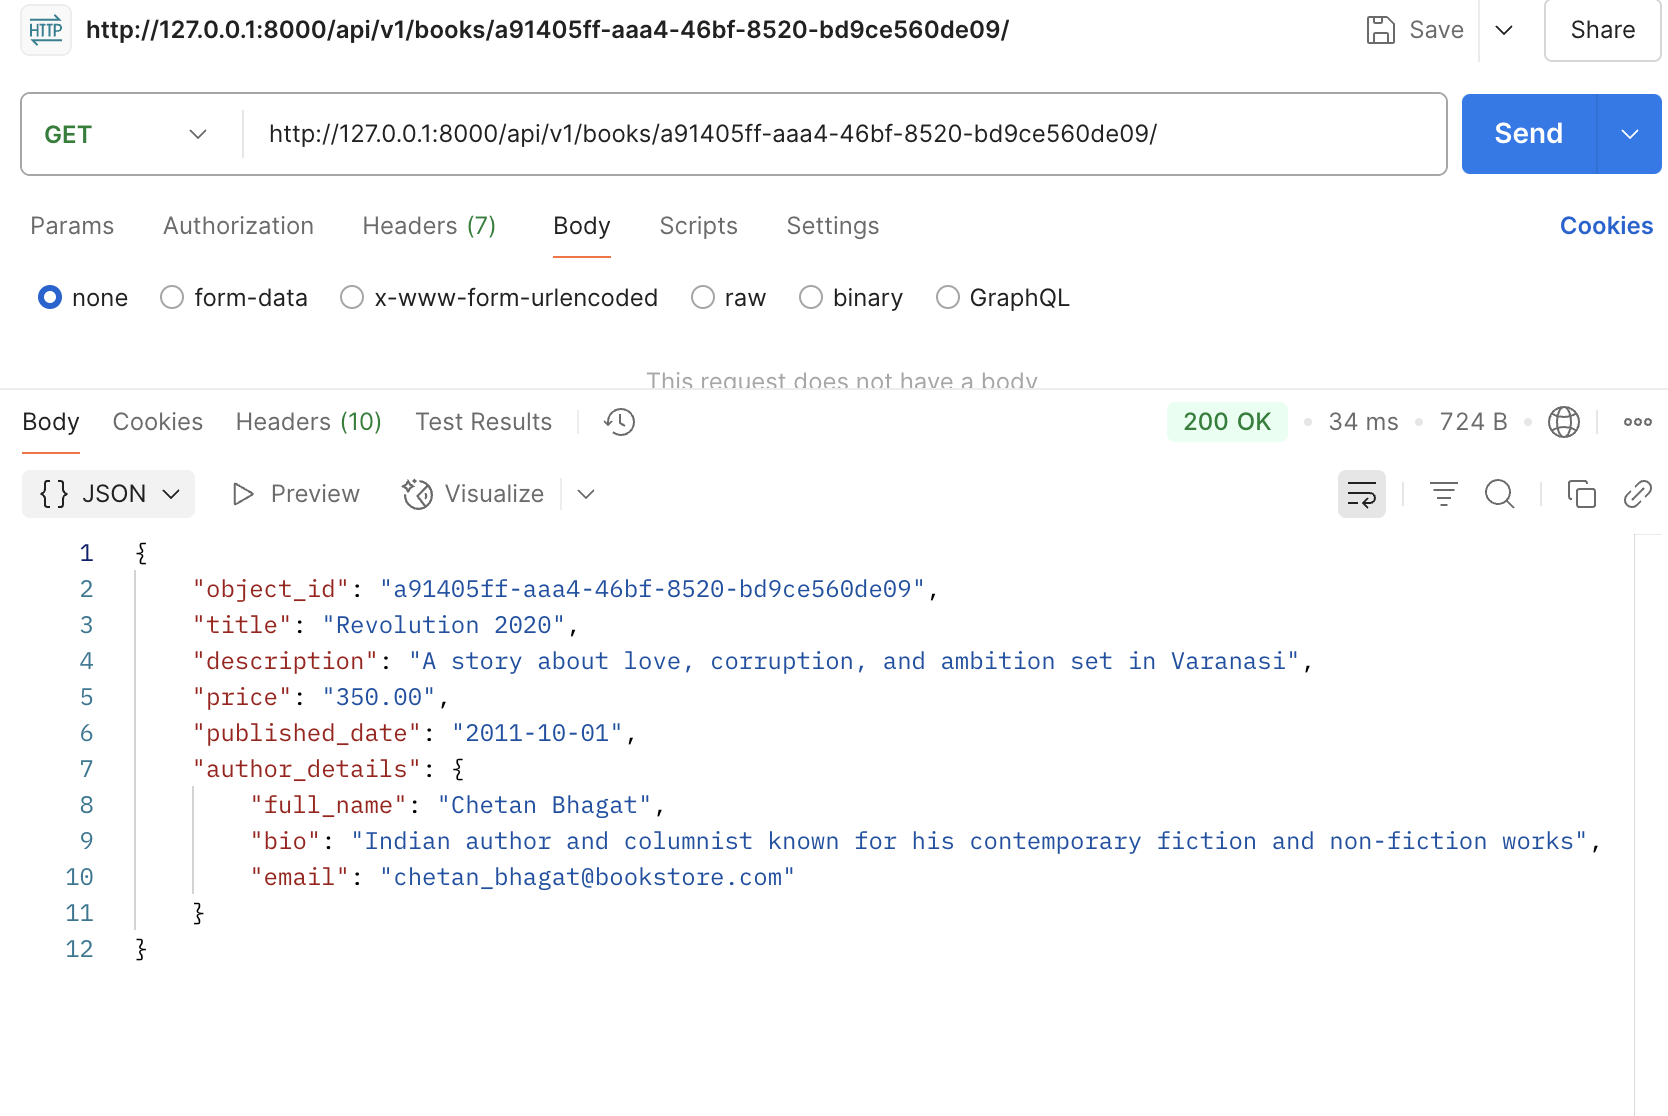 HTTP http://127.0.0.1:8000/api/v1/books/a91405ff-aaa4-46bf-8520-bd9ce560de09/ Save Share
GET http://127.0.0.1:8000/api/v1/books/a91405ff-aaa4-46bf-8520-bd9ce560de09/ Send
Params Authorization Headers (7) Body Scripts Settings Cookies
none form-data x-www-form-urlencoded raw binary GraphQL
This request does not have a body
Body Cookies Headers (10) Test Results 200 OK • 34 ms • 724 B
{} JSON Preview Visualize
1 {
2 "object_id": "a91405ff-aaa4-46bf-8520-bd9ce560de09",
3 "title": "Revolution 2020",
4 "description": "A story about love, corruption, and ambition set in Varanasi",
5 "price": "350.00",
6 "published_date": "2011-10-01",
7 "author_details": {
8 "full_name": "Chetan Bhagat",
9 "bio": "Indian author and columnist known for his contemporary fiction and non-fiction works",
10 "email": "chetan_bhagat@bookstore.com"
11 }
12 }